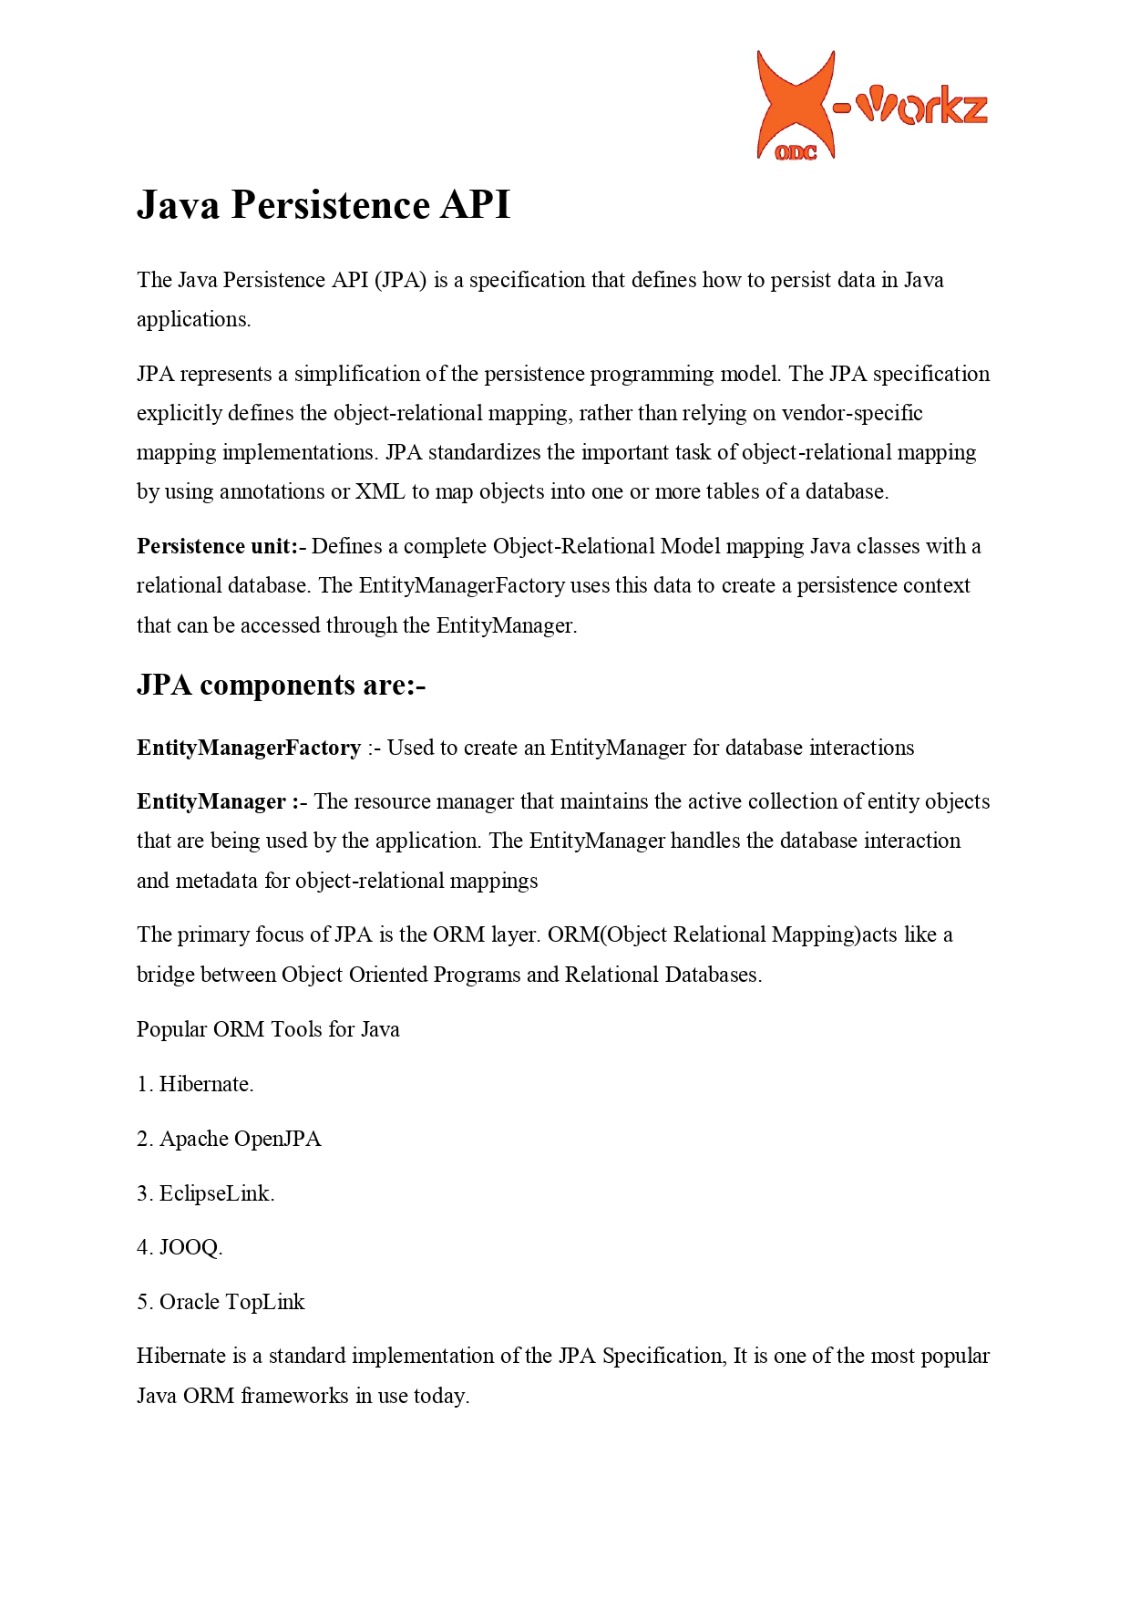 X-workz
ODC
Java Persistence API
The Java Persistence API (JPA) is a specification that defines how to persist data in Java
applications.
JPA represents a simplification of the persistence programming model. The JPA specification
explicitly defines the object-relational mapping, rather than relying on vendor-specific
mapping implementations. JPA standardizes the important task of object-relational mapping
by using annotations or XML to map objects into one or more tables of a database.
Persistence unit:- Defines a complete Object-Relational Model mapping Java classes with a
relational database. The EntityManagerFactory uses this data to create a persistence context
that can be accessed through the EntityManager.
JPA components are:-
EntityManagerFactory :- Used to create an EntityManager for database interactions
EntityManager :- The resource manager that maintains the active collection of entity objects
that are being used by the application. The EntityManager handles the database interaction
and metadata for object-relational mappings
The primary focus of JPA is the ORM layer. ORM(Object Relational Mapping)acts like a
bridge between Object Oriented Programs and Relational Databases.
Popular ORM Tools for Java
1. Hibernate.
2. Apache OpenJPA
3. EclipseLink.
4. JOOQ.
5. Oracle TopLink
Hibernate is a standard implementation of the JPA Specification, It is one of the most popular
Java ORM frameworks in use today.